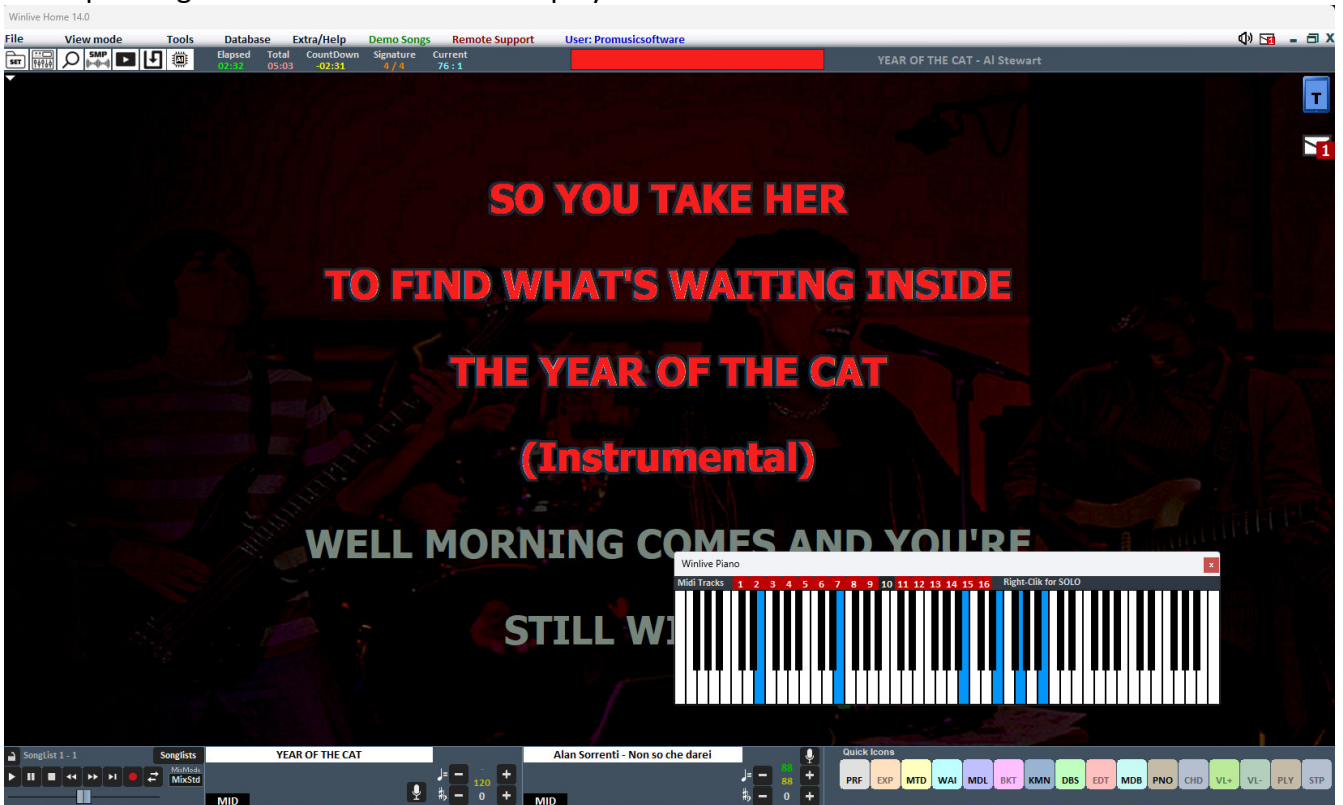 Winlive Home 14.0
File View mode Tools Database Extra/Help Demo Songs Remote Support User: Promusicsoftware X
SET SMP AI Elapsed Total CountDown Signature Current
02:32 05:03 -02:31 4 / 4 76 : 1
YEAR OF THE CAT - Al Stewart
T
1
SO YOU TAKE HER
TO FIND WHAT'S WAITING INSIDE
THE YEAR OF THE CAT
(Instrumental)
WELL MORNING COMES AND YOU'RE
STILL WI
Winlive Piano x
Midi Tracks 1 2 3 4 5 6 7 8 9 10 11 12 13 14 15 16 Right-Clik for SOLO
SongList 1 - 1 Songlists YEAR OF THE CAT Alan Sorrenti - Non so che darei Quick Icons
MixMode
MixStd
120 88
88
PRF EXP MTD WAI MDL BKT KMN DBS EDT MDB PNO CHD VL+ VL- PLY STP
MID 0 MID 0